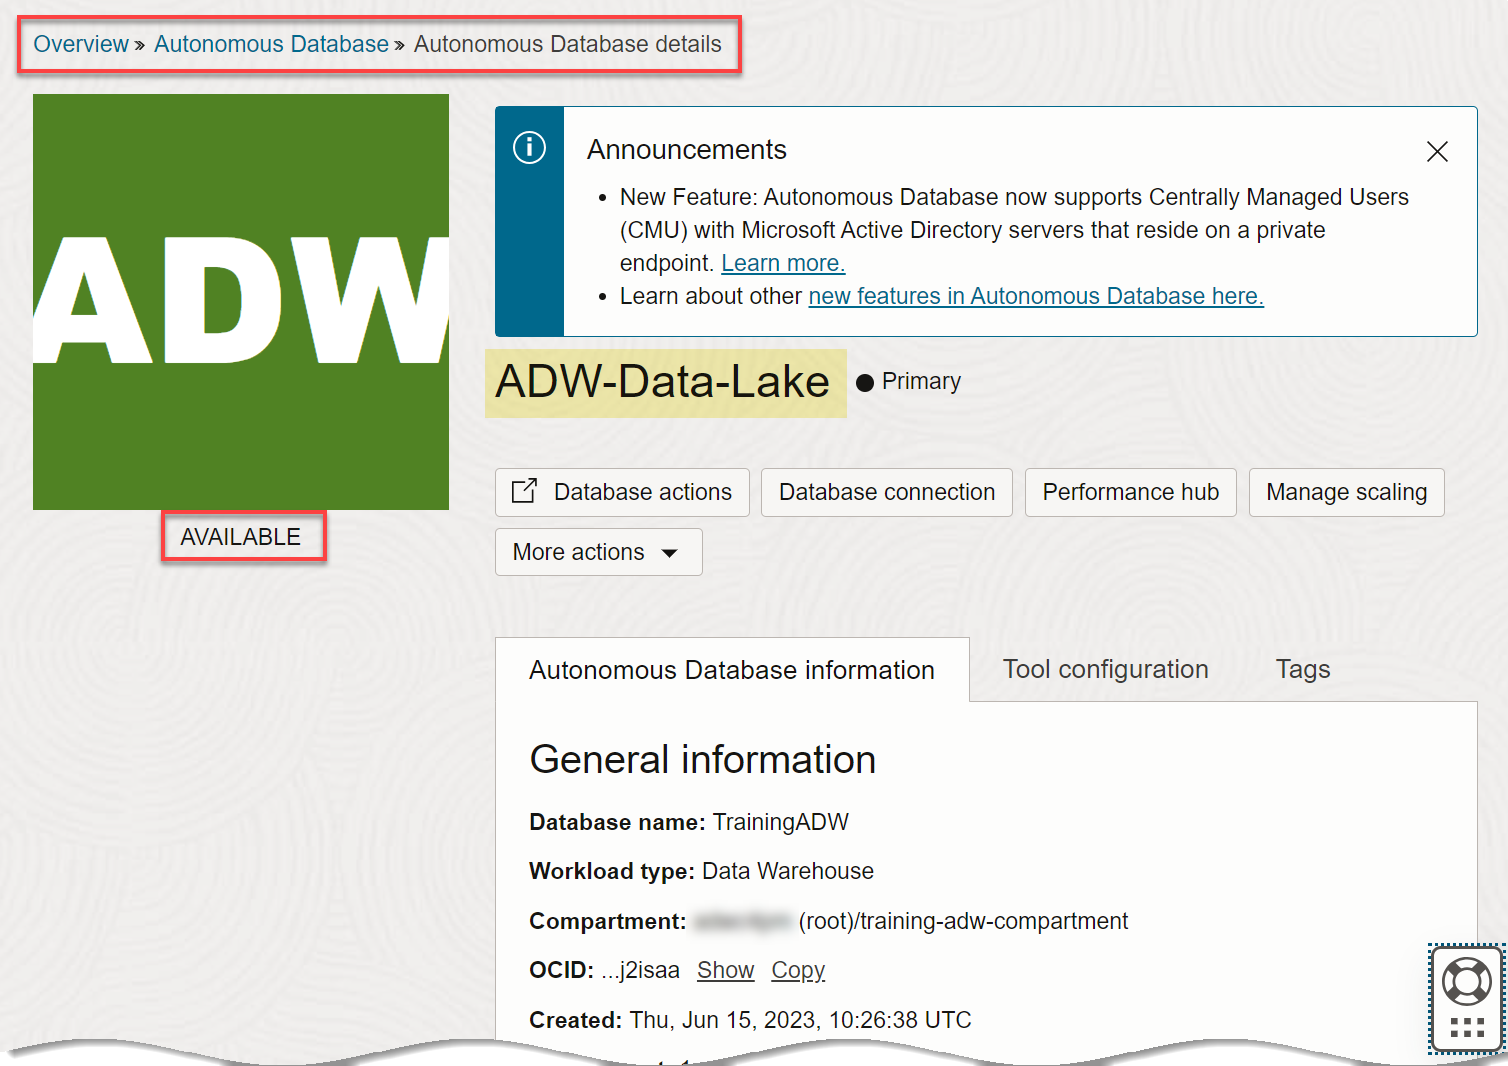 Overview » Autonomous Database » Autonomous Database details
ADW
AVAILABLE
Announcements
• New Feature: Autonomous Database now supports Centrally Managed Users
(CMU) with Microsoft Active Directory servers that reside on a private
endpoint. Learn more.
• Learn about other new features in Autonomous Database here.
ADW-Data-Lake ● Primary
Database actions Database connection Performance hub Manage scaling
More actions
Autonomous Database information Tool configuration Tags
General information
Database name: TrainingADW
Workload type: Data Warehouse
Compartment: (root)/training-adw-compartment
OCID: ...j2isaa Show Copy
Created: Thu, Jun 15, 2023, 10:26:38 UTC